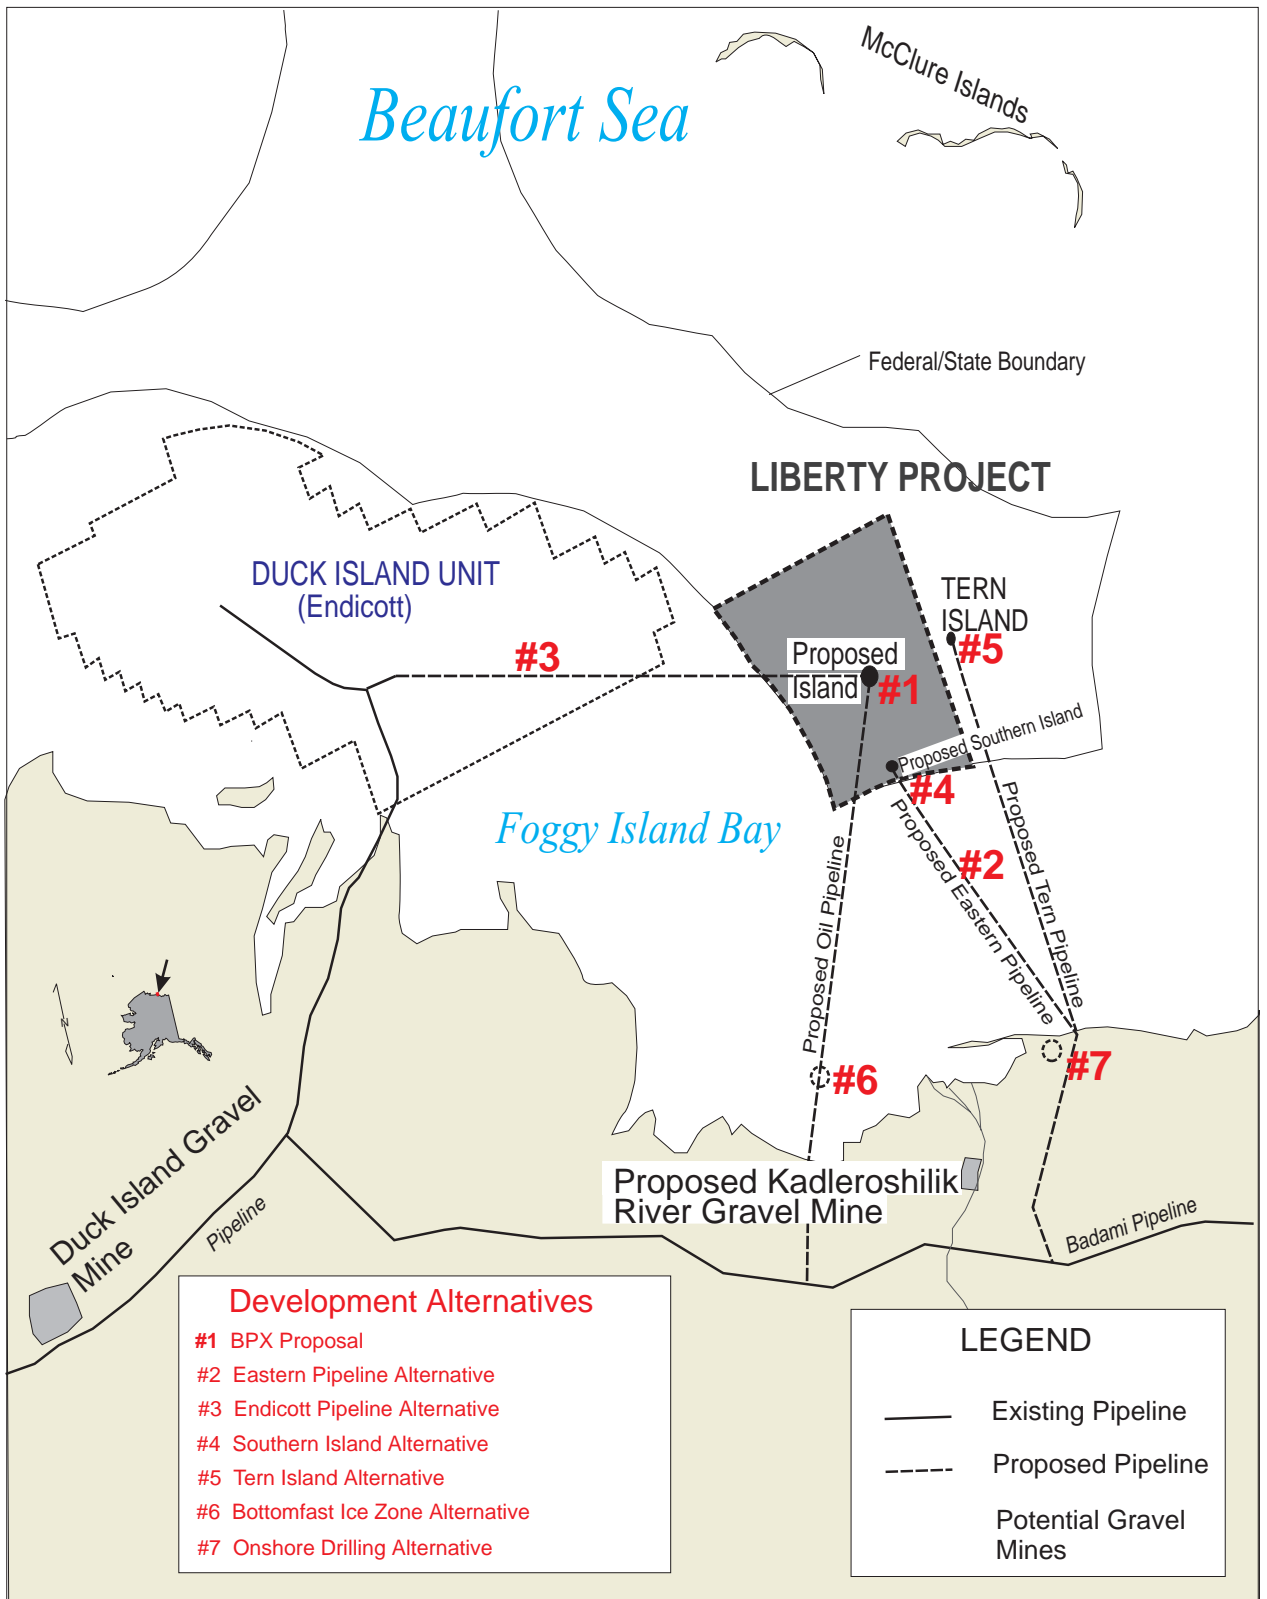 McClure Islands
Beaufort Sea
Federal/State Boundary
LIBERTY PROJECT
DUCK ISLAND UNIT
(Endicott)
TERN
ISLAND
#5
#3
Proposed
Island
#1
Proposed Southern Island
#4
Foggy Island Bay
#2
Proposed Oil Pipeline
Proposed Eastern Pipeline
Proposed Tern Pipeline
N
#6
#7
Duck Island Gravel
Mine
Pipeline
Proposed Kadleroshilik
River Gravel Mine
Badami Pipeline
Development Alternatives
#1 BPX Proposal
#2 Eastern Pipeline Alternative
#3 Endicott Pipeline Alternative
#4 Southern Island Alternative
#5 Tern Island Alternative
#6 Bottomfast Ice Zone Alternative
#7 Onshore Drilling Alternative
LEGEND
Existing Pipeline
Proposed Pipeline
Potential Gravel
Mines